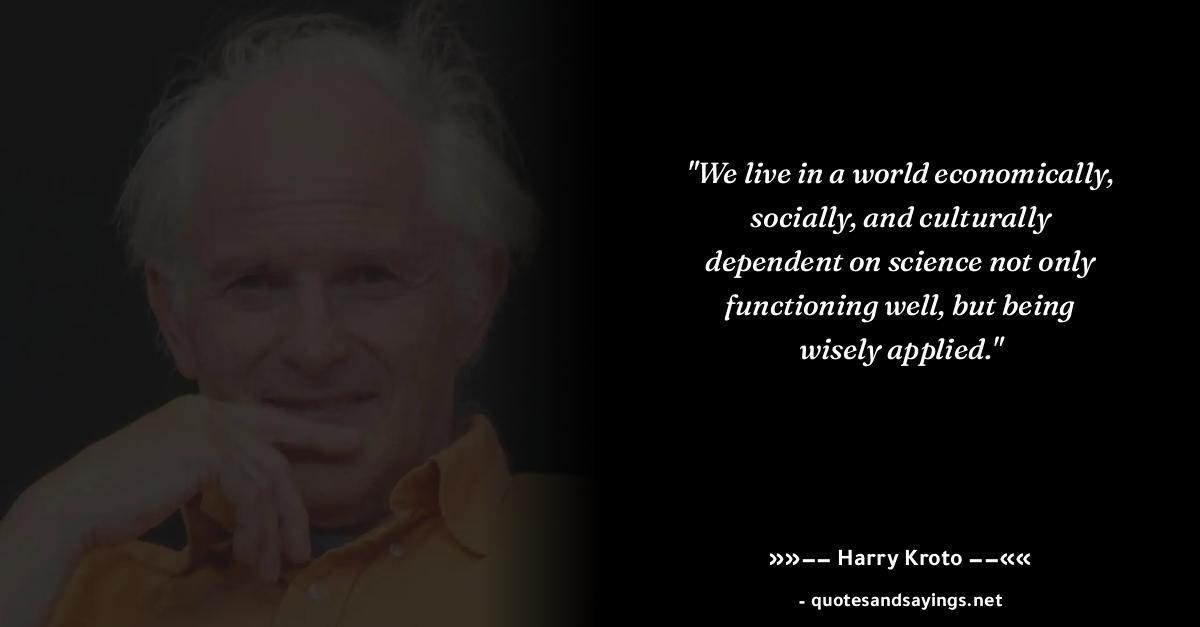 "We live in a world economically,
socially, and culturally
dependent on science not only
functioning well, but being
wisely applied."
»»–– Harry Kroto ––««
- quotesandsayings.net